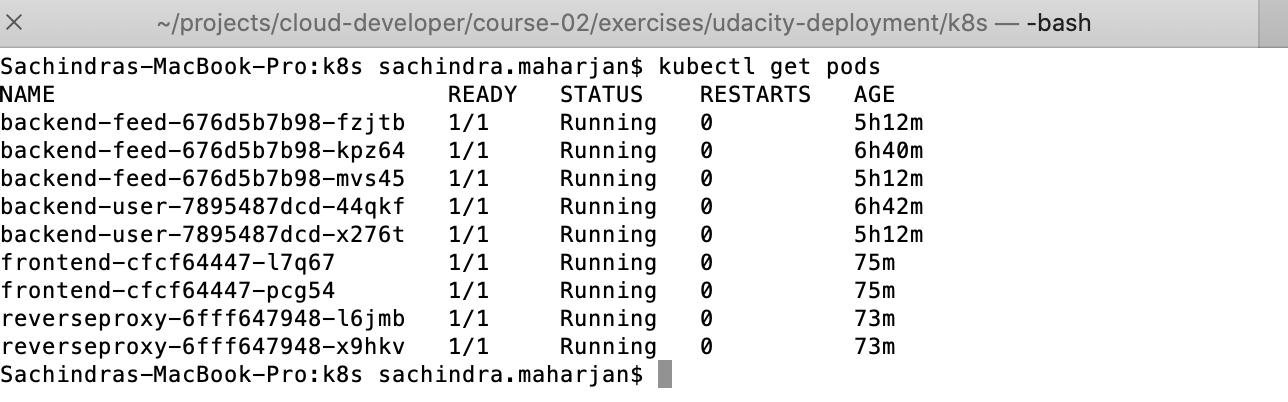 ~/projects/cloud-developer/course-02/exercises/udacity-deployment/k8s — -bash
Sachindras-MacBook-Pro:k8s sachindra.maharjan$ kubectl get pods
NAME                            READY   STATUS    RESTARTS   AGE
backend-feed-676d5b7b98-fzjtb   1/1     Running   0          5h12m
backend-feed-676d5b7b98-kpz64   1/1     Running   0          6h40m
backend-feed-676d5b7b98-mvs45   1/1     Running   0          5h12m
backend-user-7895487dcd-44qkf   1/1     Running   0          6h42m
backend-user-7895487dcd-x276t   1/1     Running   0          5h12m
frontend-cfcf64447-l7q67        1/1     Running   0          75m
frontend-cfcf64447-pcg54        1/1     Running   0          75m
reverseproxy-6fff647948-l6jmb   1/1     Running   0          73m
reverseproxy-6fff647948-x9hkv   1/1     Running   0          73m
Sachindras-MacBook-Pro:k8s sachindra.maharjan$